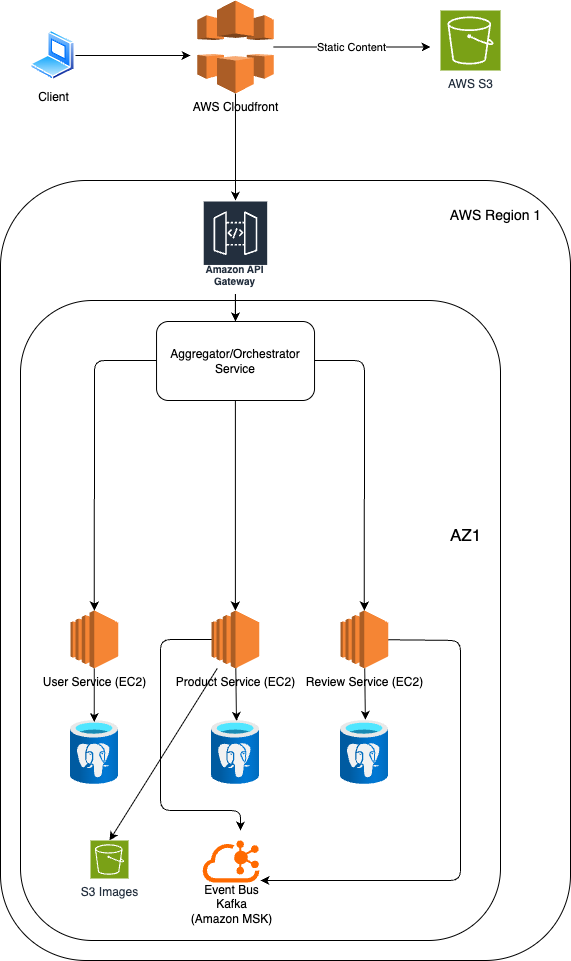 Static Content
Client
AWS Cloudfront
AWS S3
AWS Region 1
Amazon API
Gateway
Aggregator/Orchestrator
Service
AZ1
User Service (EC2)
Product Service (EC2)
Review Service (EC2)
S3 Images
Event Bus
Kafka
(Amazon MSK)